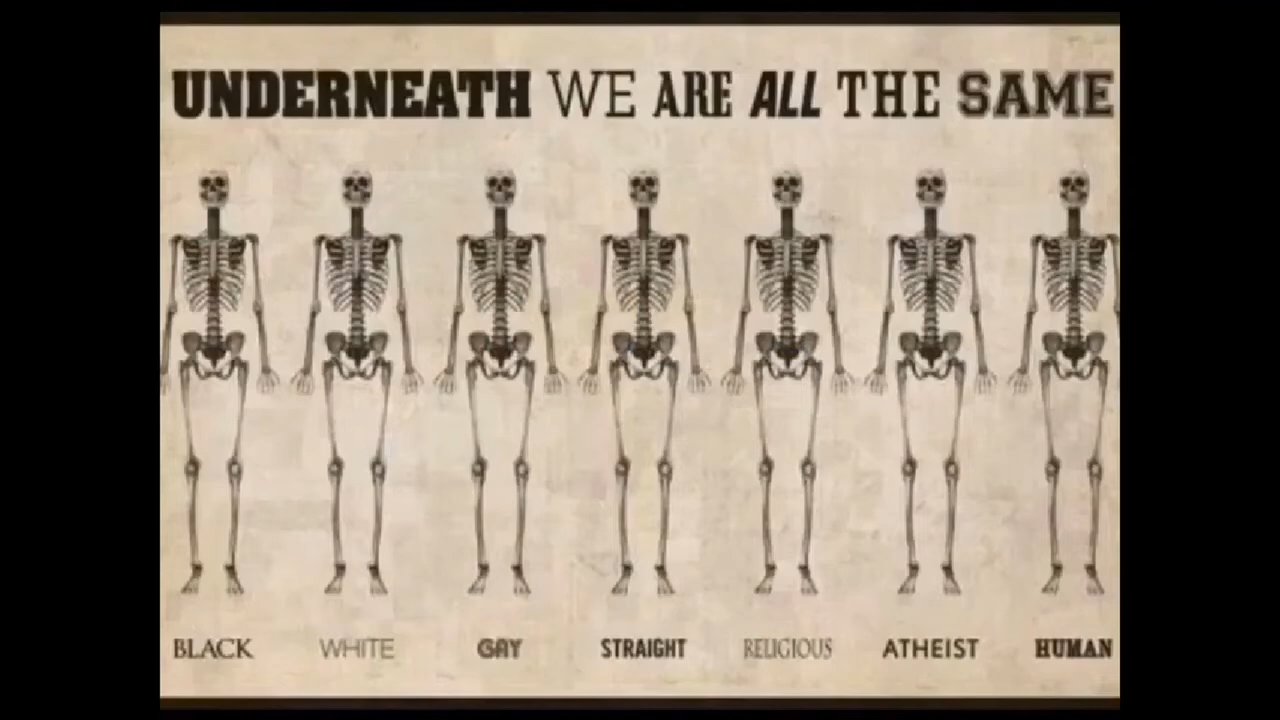 UNDERNEATH WE ARE ALL THE SAME
BLACK WHITE GAY STRAIGHT RELIGIOUS ATHEIST HUMAN